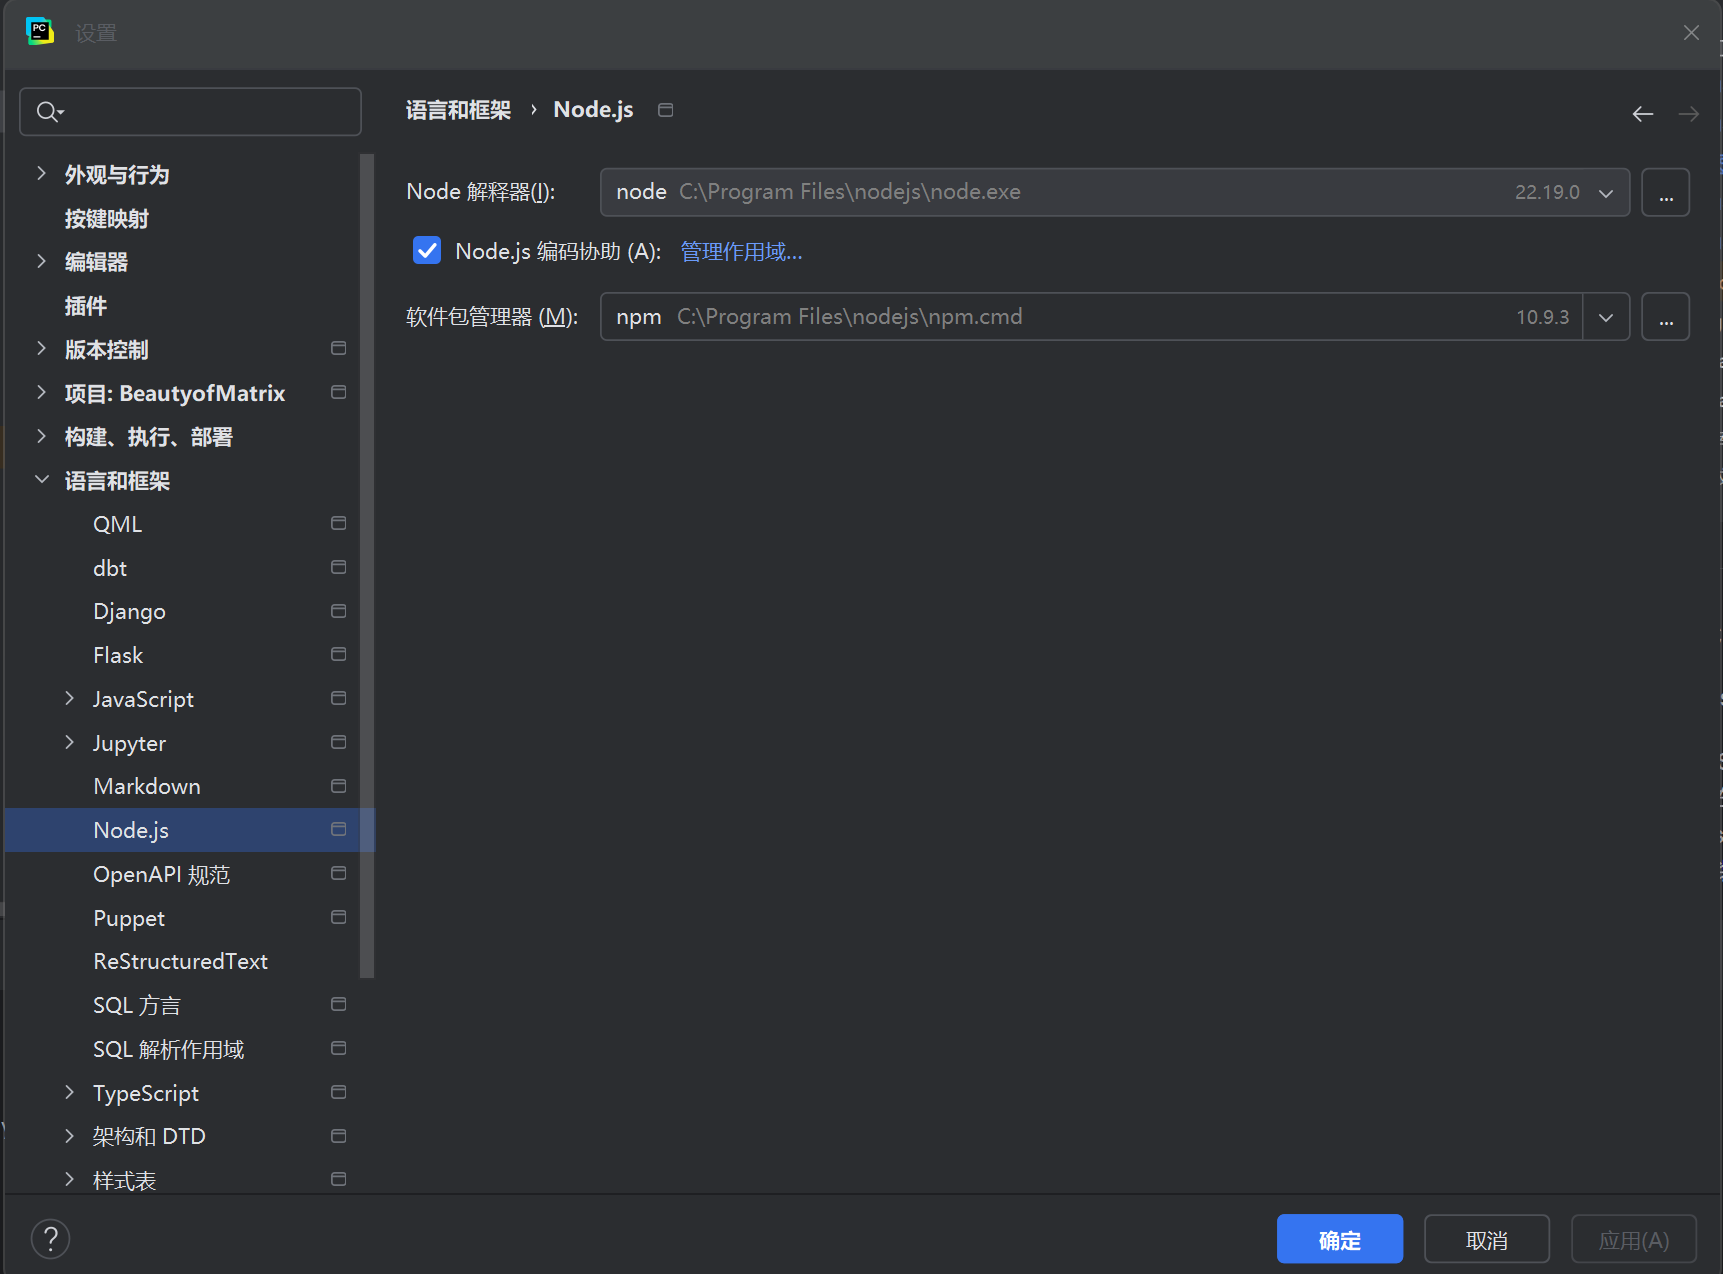 PC
设置
外观与行为
按键映射
编辑器
插件
版本控制
项目: BeautyofMatrix
构建、执行、部署
语言和框架
QML
dbt
Django
Flask
JavaScript
Jupyter
Markdown
Node.js
OpenAPI 规范
Puppet
ReStructuredText
SQL 方言
SQL 解析作用域
TypeScript
架构和 DTD
样式表
语言和框架 › Node.js
Node 解释器(I): node C:\Program Files\nodejs\node.exe 22.19.0 ...
Node.js 编码协助 (A): 管理作用域...
软件包管理器 (M): npm C:\Program Files\nodejs\npm.cmd 10.9.3 ...
?
确定 取消 应用(A)